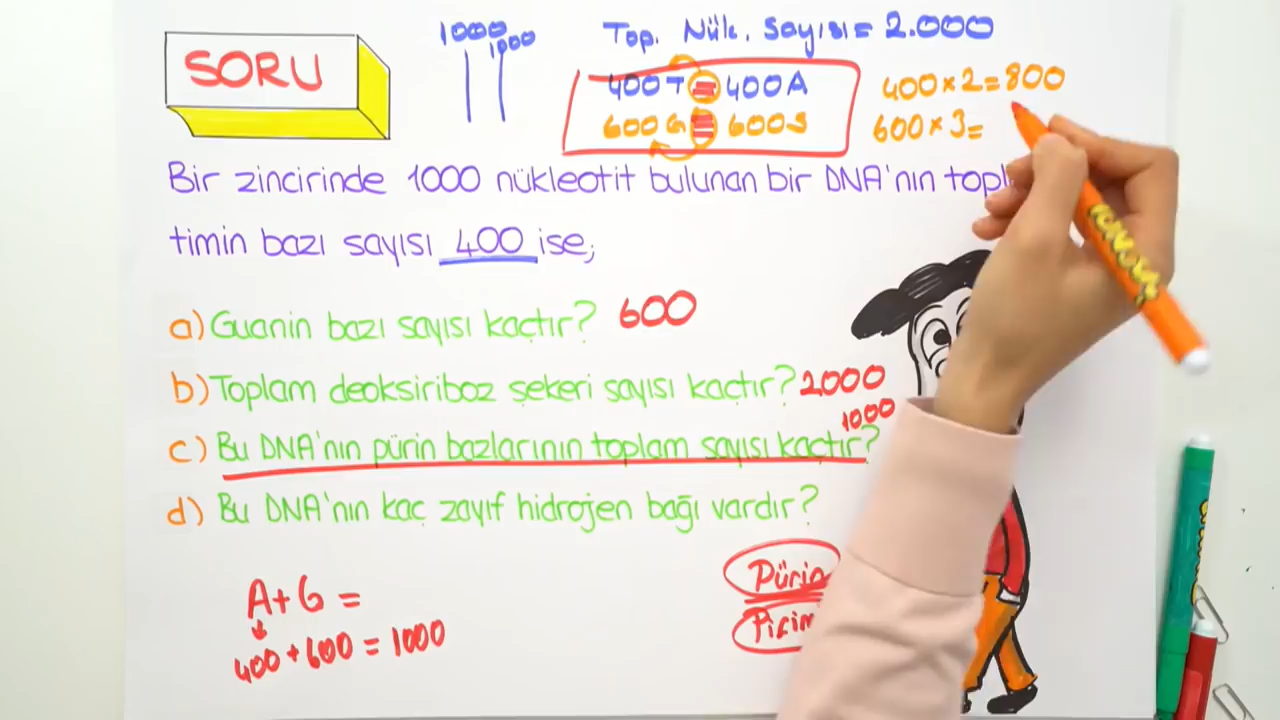 SORU
1000
1000
Top. Nük. Sayısı = 2.000
400 T = 400A
600 G ≡ 600S
400 x 2 = 800
600 x 3 =
Bir zincirinde 1000 nükleotit bulunan bir DNA'nın
timin bazı sayısı 400 ise;
a) Guanin bazı sayısı kaçtır? 600
b) Toplam deoksiriboz şekeri sayısı kaçtır? 2000
c) Bu DNA'nın pürin bazlarının toplam sayısı kaçtır? 1000
d) Bu DNA'nın kaç zayıf hidrojen bağı vardır?
A + G =
400 + 600 = 1000
Pürin